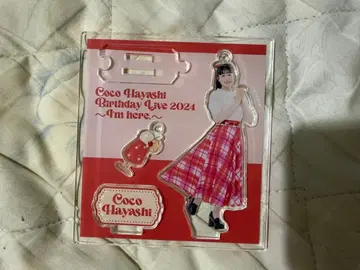 Coco Hayashi
Birthday Live 2024
~I'm here.~
Coco
Hayashi